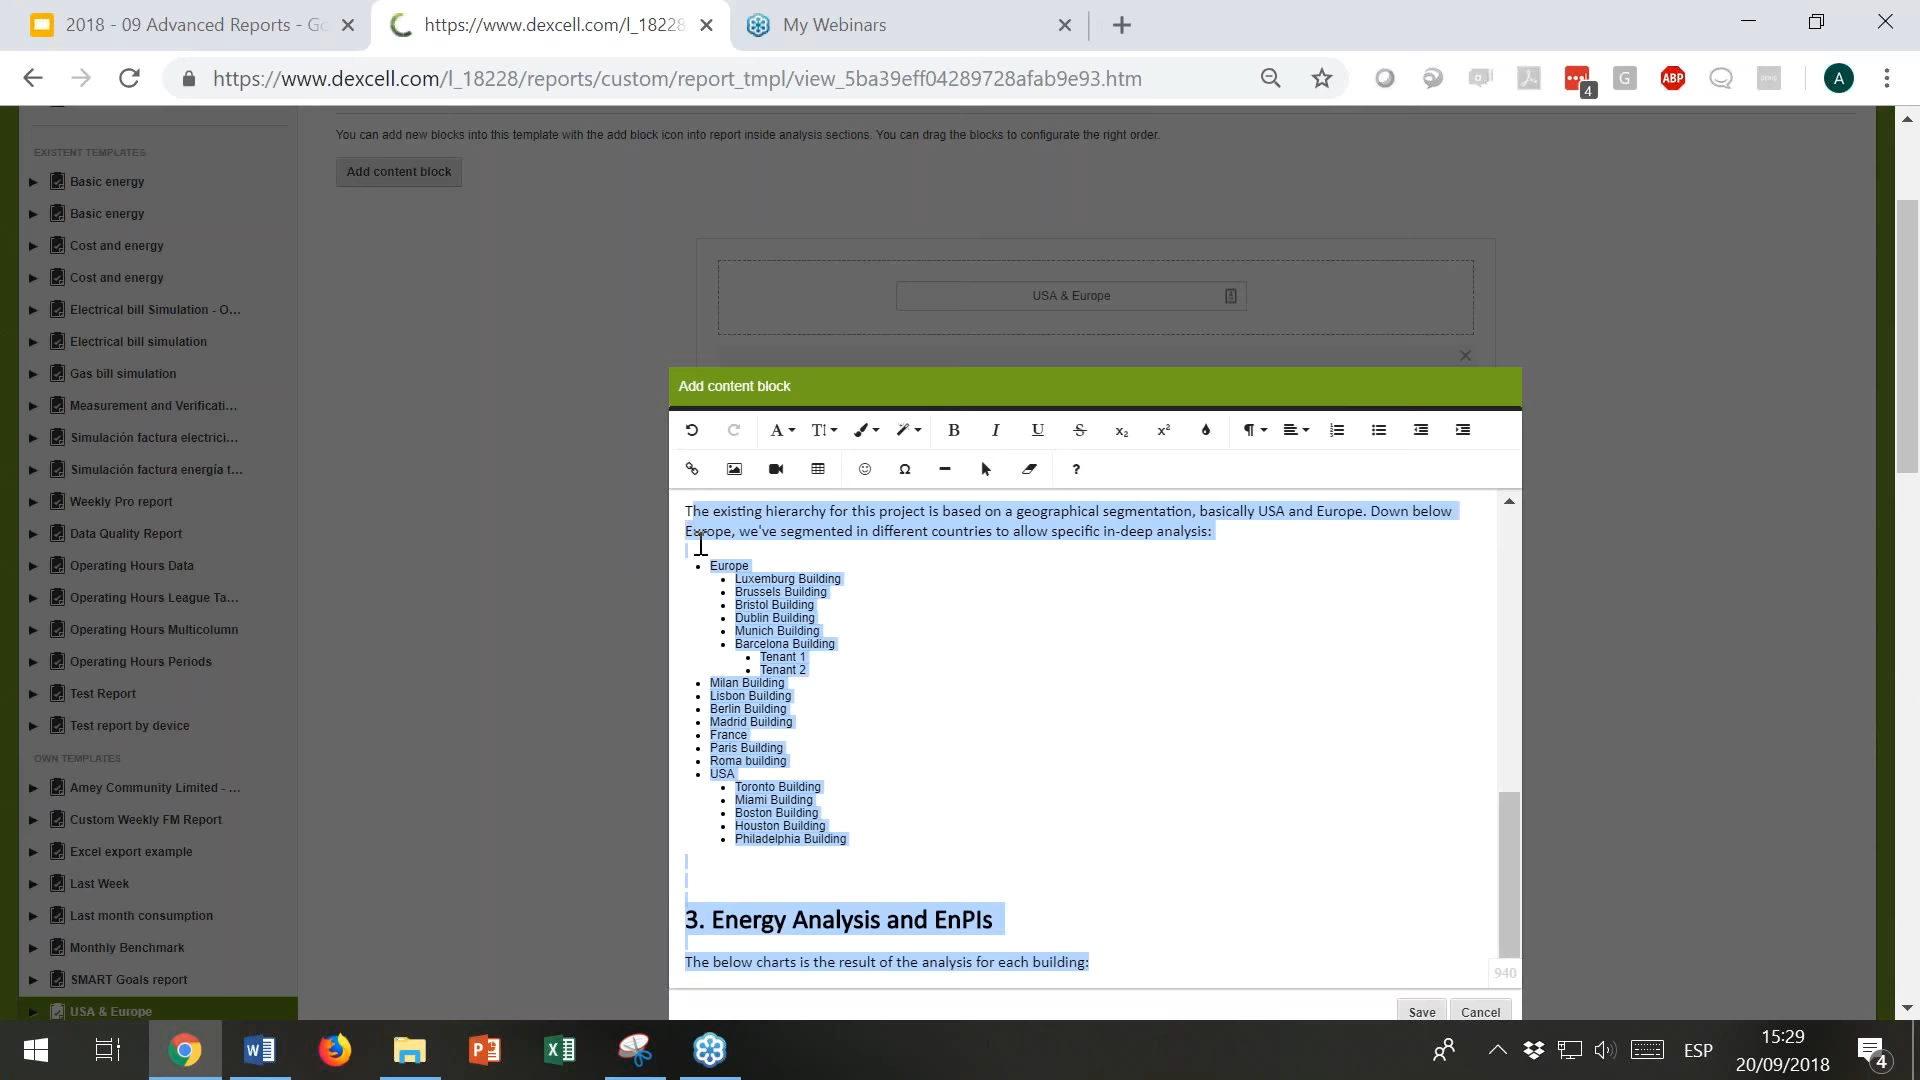 2018 - 09 Advanced Reports - Go
https://www.dexcell.com/l_18228
My Webinars
https://www.dexcell.com/l_18228/reports/custom/report_tmpl/view_5ba39eff04289728afab9e93.htm
4
G
ABP
A
You can add new blocks into this template with the add block icon into report inside analysis sections. You can drag the blocks to configurate the right order.
Add content block
EXISTENT TEMPLATES
Basic energy
Basic energy
Cost and energy
Cost and energy
Electrical bill Simulation - O...
Electrical bill simulation
Gas bill simulation
Measurement and Verificati...
Simulación factura electrici...
Simulación factura energía t...
Weekly Pro report
Data Quality Report
Operating Hours Data
Operating Hours League Ta...
Operating Hours Multicolumn
Operating Hours Periods
Test Report
Test report by device
OWN TEMPLATES
Amey Community Limited - ...
Custom Weekly FM Report
Excel export example
Last Week
Last month consumption
Monthly Benchmark
SMART Goals report
USA & Europe
USA & Europe
Add content block
The existing hierarchy for this project is based on a geographical segmentation, basically USA and Europe. Down below
Europe, we've segmented in different countries to allow specific in-deep analysis:
Europe
Luxemburg Building
Brussels Building
Bristol Building
Dublin Building
Munich Building
Barcelona Building
Tenant 1
Tenant 2
Milan Building
Lisbon Building
Berlin Building
Madrid Building
France
Paris Building
Roma building
USA
Toronto Building
Miami Building
Boston Building
Houston Building
Philadelphia Building
3. Energy Analysis and EnPIs
The below charts is the result of the analysis for each building:
940
Save
Cancel
ESP
15:29
20/09/2018
4